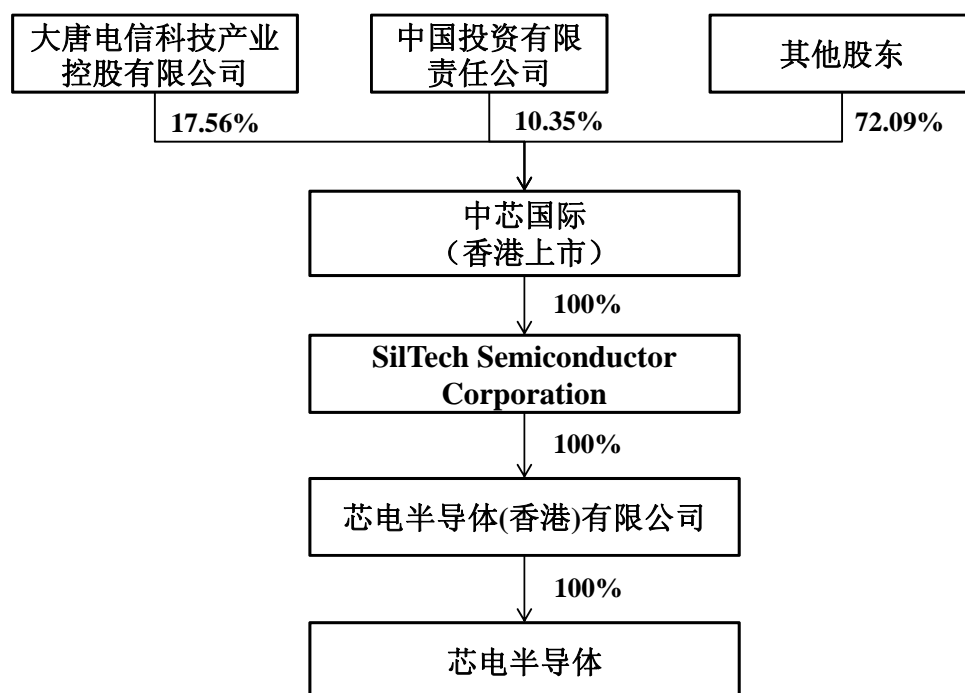 大唐电信科技产业
控股有限公司
中国投资有限
责任公司
其他股东
17.56%
10.35%
72.09%
中芯国际
（香港上市）
100%
SilTech Semiconductor
Corporation
100%
芯电半导体(香港)有限公司
100%
芯电半导体